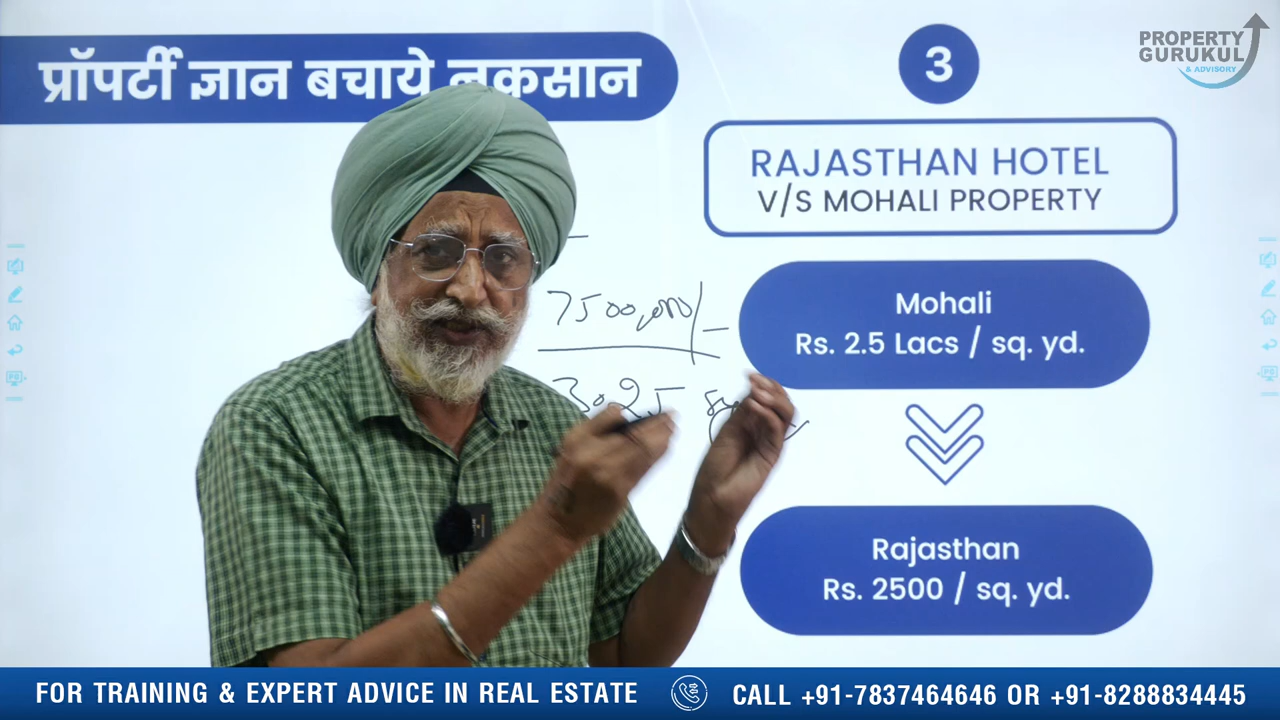 प्रॉपर्टी ज्ञान बचाये नुकसान
3
PROPERTY
GURUKUL
& ADVISORY
RAJASTHAN HOTEL
V/S MOHALI PROPERTY
7500,000/-
3025
Mohali
Rs. 2.5 Lacs / sq. yd.
Rajasthan
Rs. 2500 / sq. yd.
FOR TRAINING & EXPERT ADVICE IN REAL ESTATE
CALL +91-7837464646 OR +91-8288834445